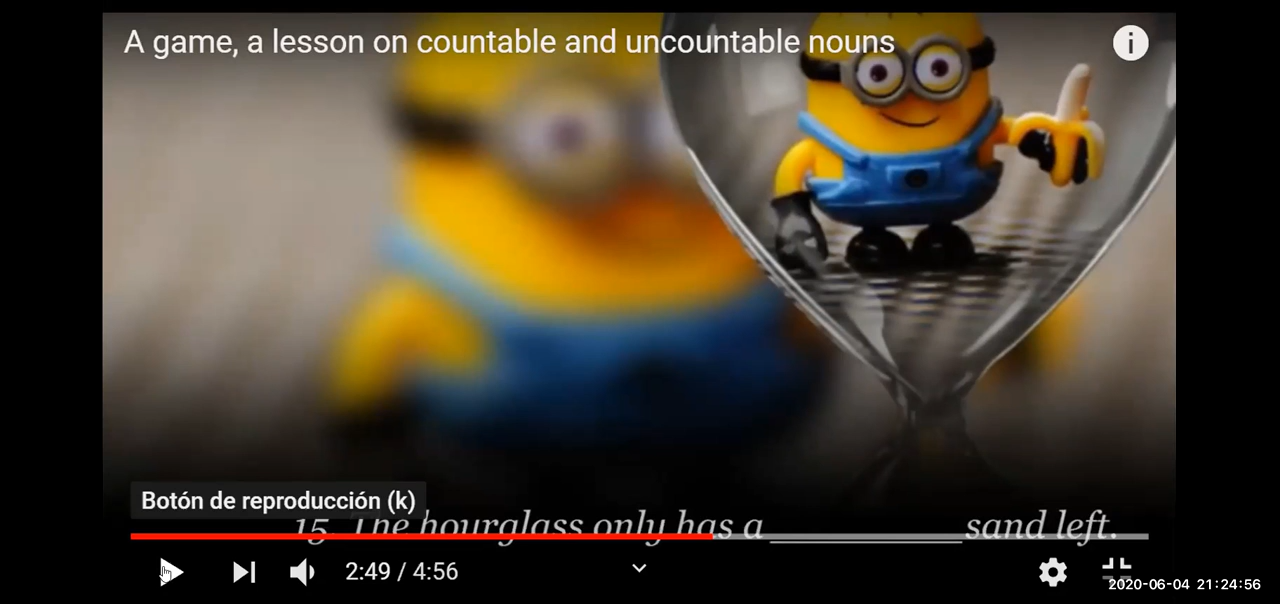 A game, a lesson on countable and uncountable nouns
Botón de reproducción (k)
15. The hourglass only has a __________ sand left.
2:49 / 4:56
2020-06-04 21:24:56